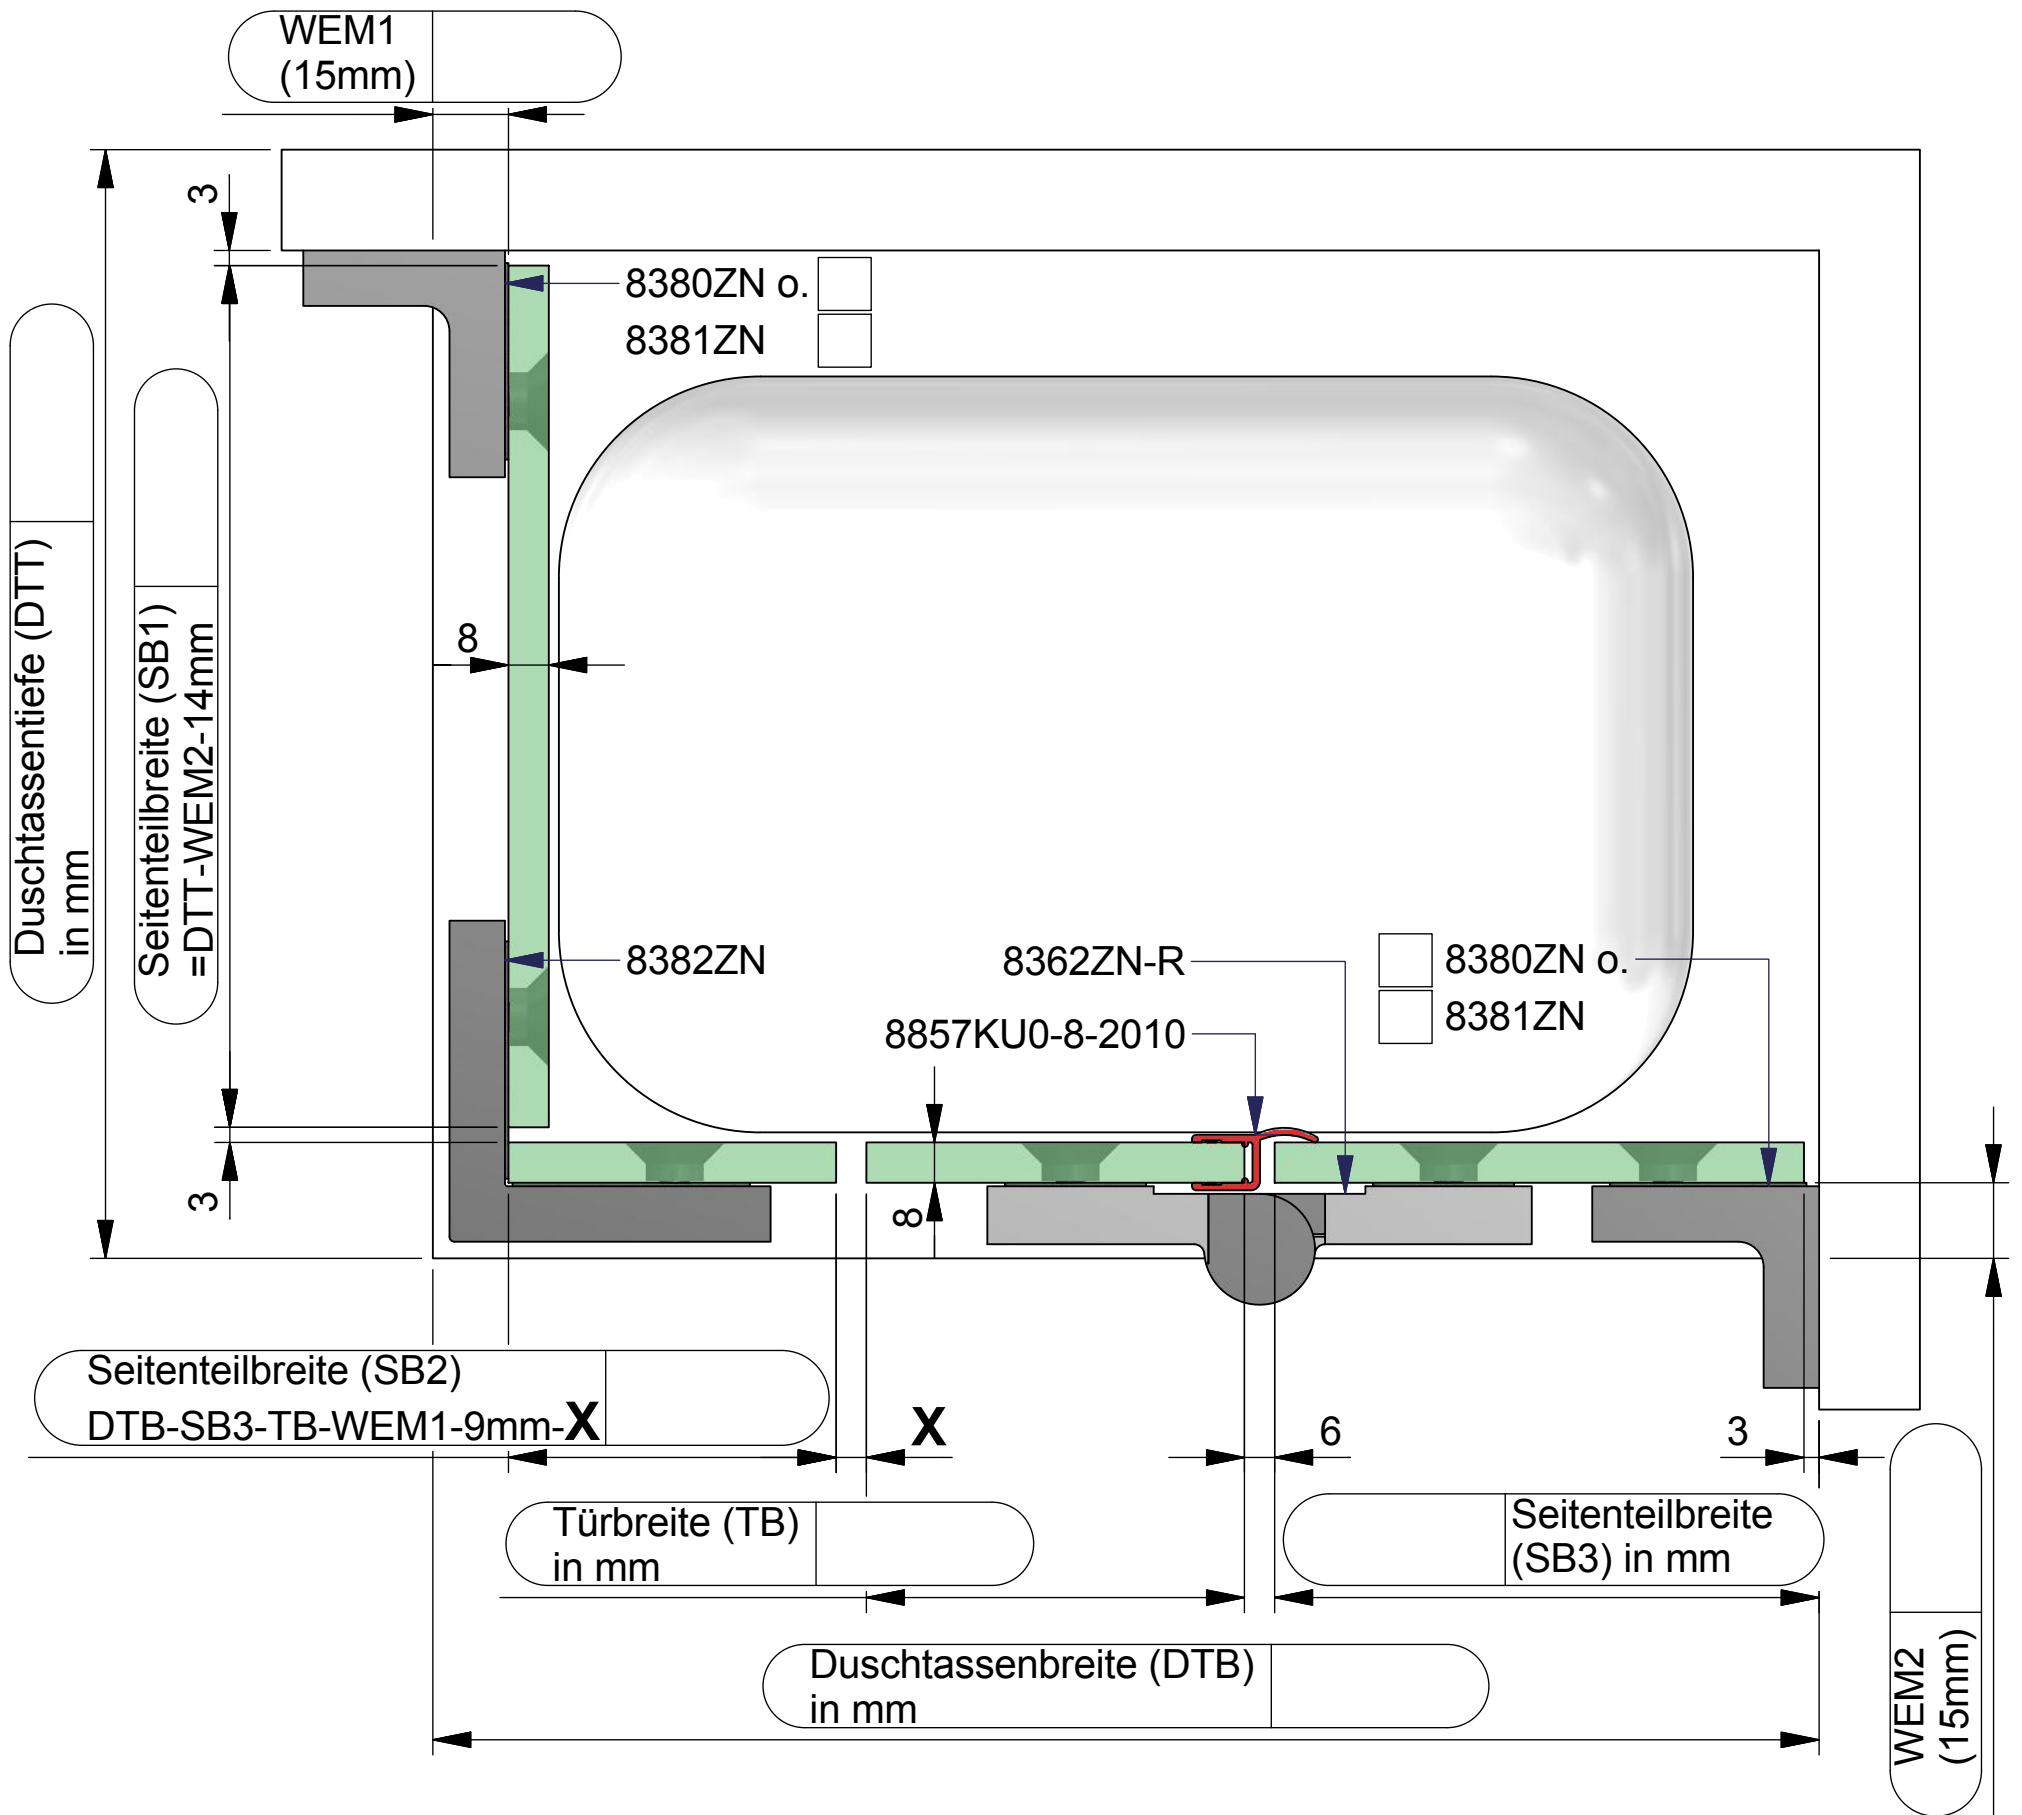 WEM1
(15mm)
3
8380ZN o.
8381ZN
Duschtassentiefe (DTT)
in mm
Seitenteilbreite (SB1)
=DTT-WEM2-14mm
8
8382ZN
8362ZN-R
8380ZN o.
8381ZN
8857KU0-8-2010
3
8
Seitenteilbreite (SB2)
DTB-SB3-TB-WEM1-9mm-X
X
6
3
Türbreite (TB)
in mm
Seitenteilbreite
(SB3) in mm
Duschtassenbreite (DTB)
in mm
WEM2
(15mm)